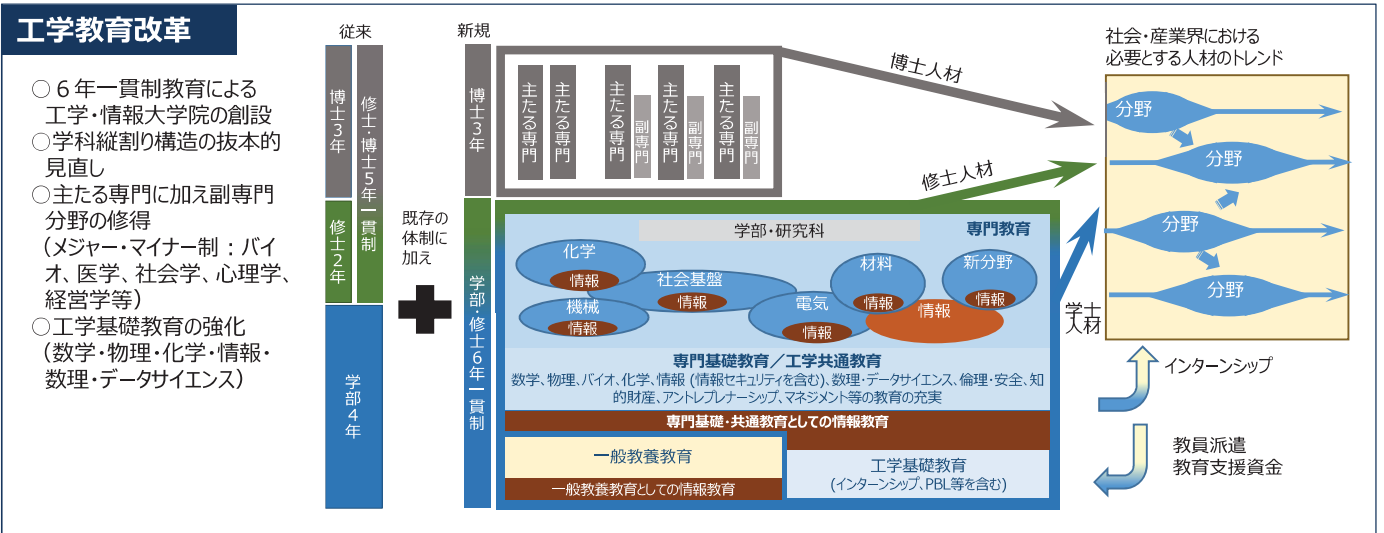 工学教育改革
○６年一貫制教育による
工学・情報大学院の創設
○学科縦割り構造の抜本的
見直し
○主たる専門に加え副専門
分野の修得
（メジャー・マイナー制：バイ
オ、医学、社会学、心理学、
経営学等）
○工学基礎教育の強化
（数学・物理・化学・情報・
数理・データサイエンス）
従来
博士3年
修士2年
修士・博士5年一貫制
学部4年
既存の
体制に
加え
新規
博士3年
学部・修士6年一貫制
主たる専門
主たる専門
主たる専門
副専門
主たる専門
副専門
主たる専門
副専門
博士人材
修士人材
学士
人材
学部・研究科
専門教育
化学
情報
機械
情報
社会基盤
情報
電気
情報
材料
情報
情報
新分野
情報
専門基礎教育／工学共通教育
数学、物理、バイオ、化学、情報（情報セキュリティを含む）、数理・データサイエンス、倫理・安全、知
的財産、アントレプレナーシップ、マネジメント等の教育の充実
専門基礎・共通教育としての情報教育
一般教養教育
一般教養教育としての情報教育
工学基礎教育
(インターンシップ、PBL等を含む)
社会・産業界における
必要とする人材のトレンド
分野
分野
分野
分野
インターンシップ
教員派遣
教育支援資金